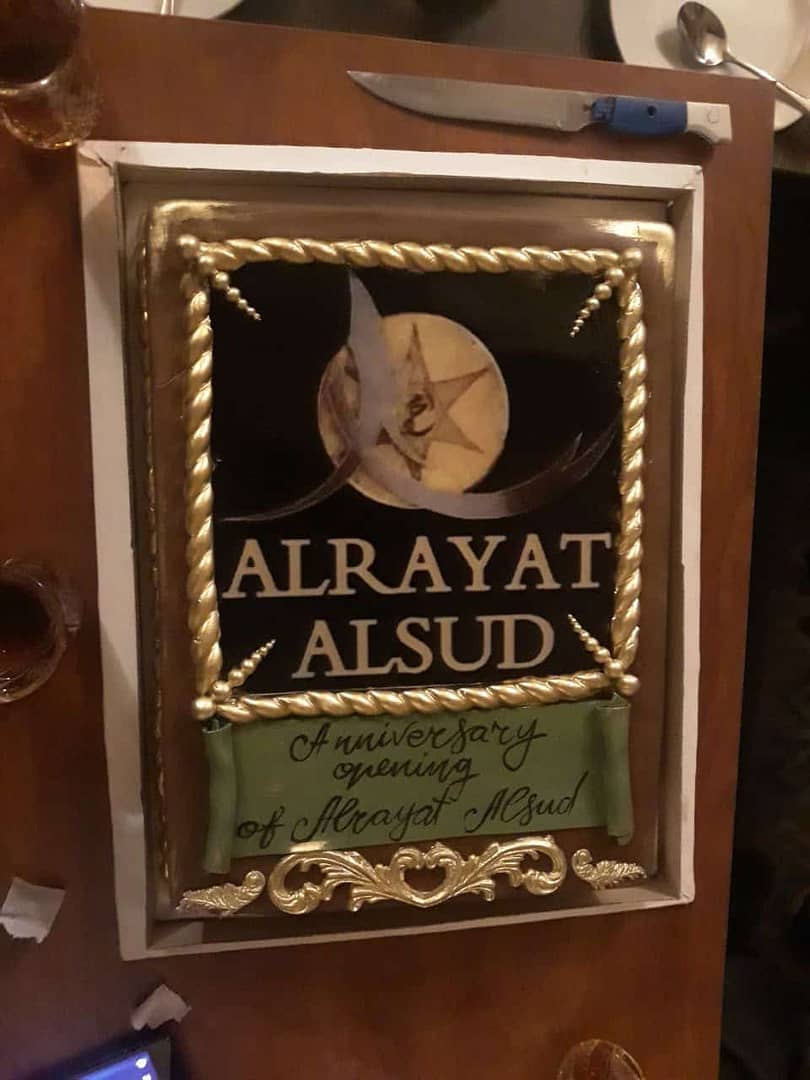 ALRAYAT
ALSUD
Anniversary
opening
of Alrayat Alsud